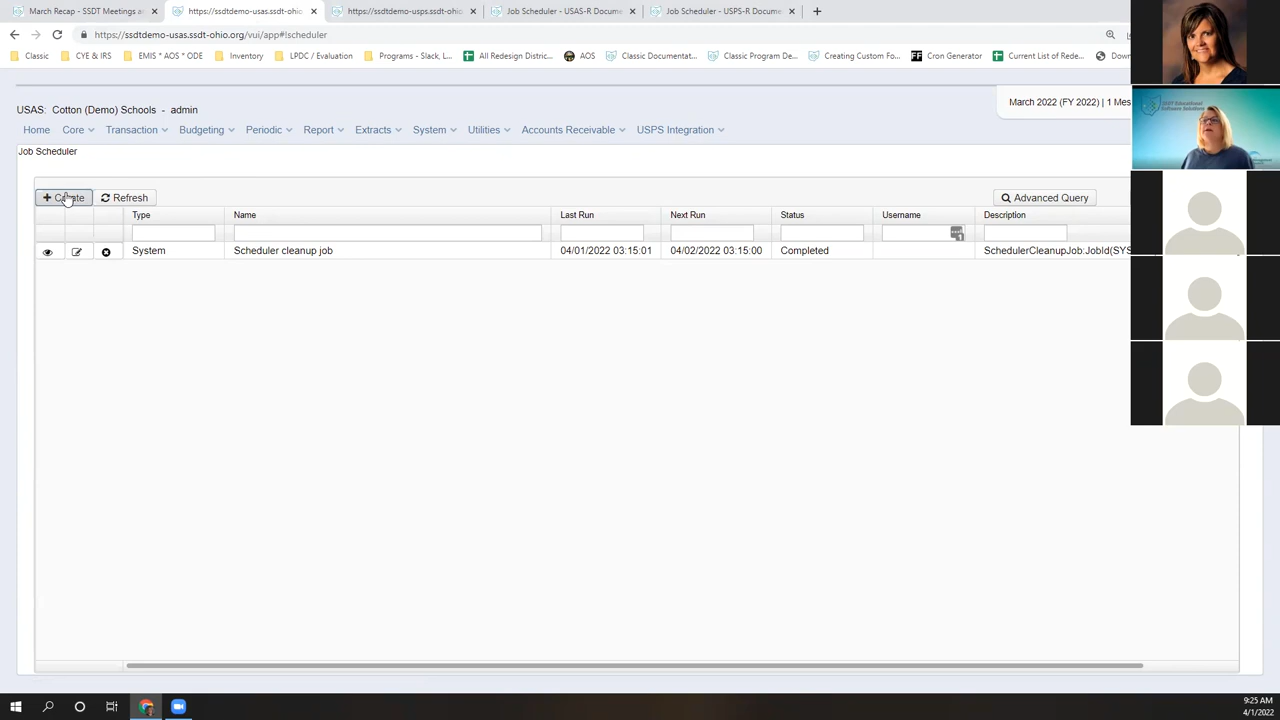 March Recap - SSDT Meetings a
https://ssdtdemo-usas.ssdt-ohio.
https://ssdtdemo-usps.ssdt-ohio.
Job Scheduler - USAS-R Docume
Job Scheduler - USPS-R Docume
https://ssdtdemo-usas.ssdt-ohio.org/vui/app#!scheduler
Classic
CYE & IRS
EMIS * AOS * ODE
Inventory
LPDC / Evaluation
Programs - Slack, L...
All Redesign Distric...
AOS
Classic Documentat...
Classic Program De...
Creating Custom Fo...
FF
Cron Generator
Current List of Rede...
Down
USAS: Cotton (Demo) Schools - admin
March 2022 (FY 2022) | 1 Mes
Home Core Transaction Budgeting Periodic Report Extracts System Utilities Accounts Receivable USPS Integration
Job Scheduler
Create Refresh Advanced Query
Type Name Last Run Next Run Status Username Description
System Scheduler cleanup job 04/01/2022 03:15:01 04/02/2022 03:15:00 Completed SchedulerCleanupJob:JobId(SYS
9:25 AM
4/1/2022